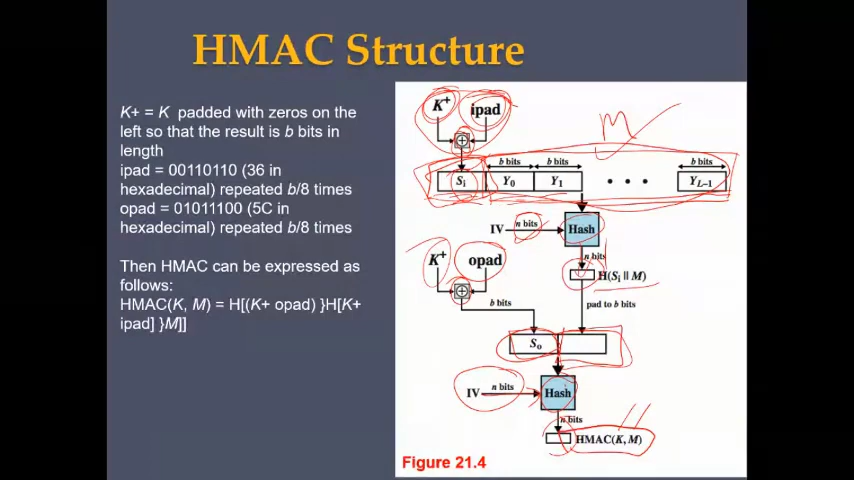 HMAC Structure
K+ = K padded with zeros on the
left so that the result is b bits in
length
ipad = 00110110 (36 in
hexadecimal) repeated b/8 times
opad = 01011100 (5C in
hexadecimal) repeated b/8 times
Then HMAC can be expressed as
follows:
HMAC(K, M) = H[(K+ opad) }H[K+
ipad] }M]]
K+ ipad
M
b bits b bits b bits
Si Y0 Y1 • • • YL–1
IV n bits Hash
n bits
K+ opad
H(Si || M)
b bits pad to b bits
So
IV n bits Hash
n bits
HMAC(K, M)
Figure 21.4